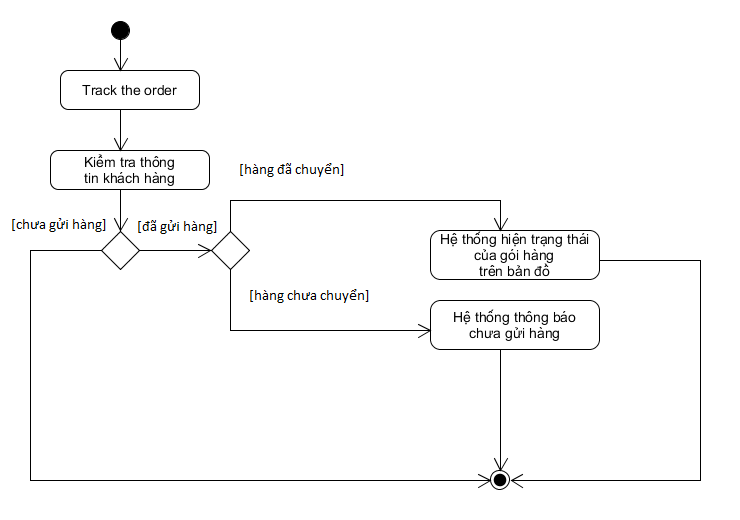 Track the order
Kiểm tra thông
tin khách hàng
[hàng đã chuyển]
[chưa gửi hàng]
[đã gửi hàng]
Hệ thống hiện trạng thái
của gói hàng
trên bản đồ
[hàng chưa chuyển]
Hệ thống thông báo
chưa gửi hàng